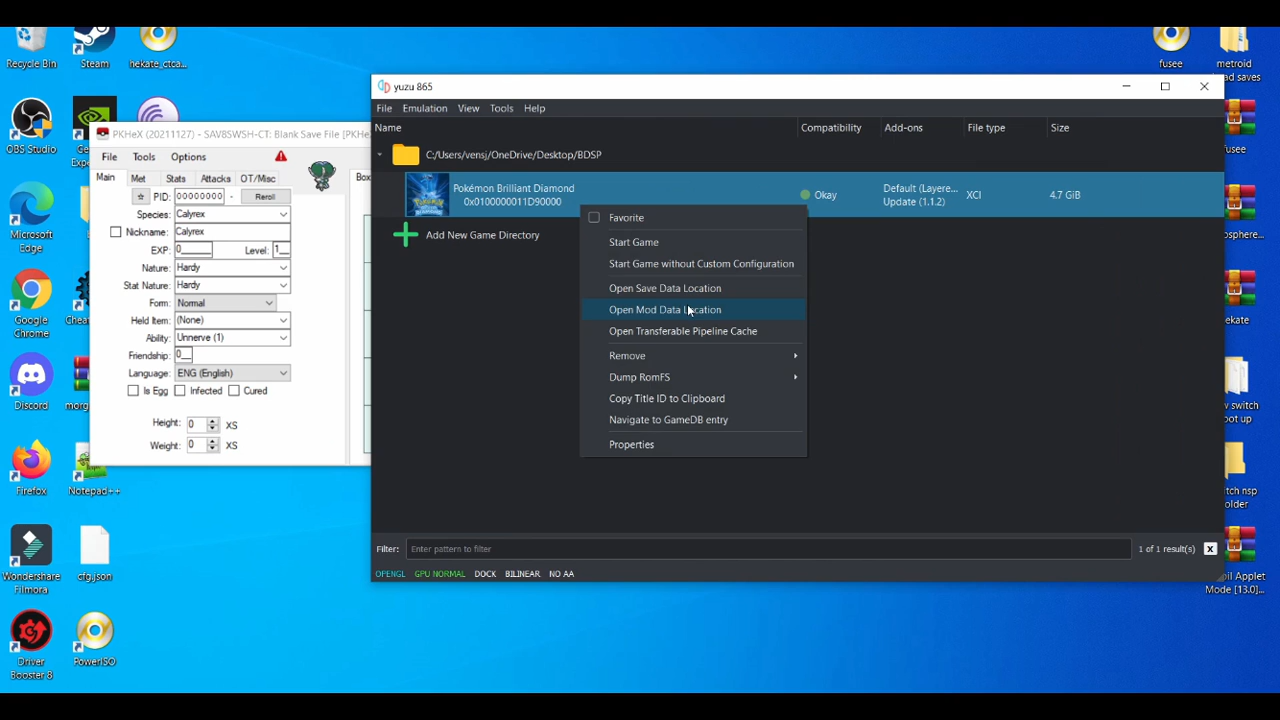 Recycle Bin
Steam
hekate_ctca...
fusee
metroid
OBS Studio
Microsoft
Edge
Google
Chrome
Discord
Firefox
Notepad++
Wondershare
Filmora
cfg.json
Driver
Booster 8
PowerISO
PKHeX (20211127) - SAV8SWSH-CT: Blank Save File [PKHe
File Tools Options
Main Met Stats Attacks OT/Misc
PID: 00000000 - Reroll
Species: Calyrex
Nickname: Calyrex
EXP: 0 Level: 1
Nature: Hardy
Stat Nature: Hardy
Form: Normal
Held Item: (None)
Ability: Unnerve (1)
Friendship: 0
Language: ENG (English)
Is Egg Infected Cured
Height: 0 XS
Weight: 0 XS
yuzu 865
File Emulation View Tools Help
Name Compatibility Add-ons File type Size
C:/Users/vensj/OneDrive/Desktop/BDSP
Pokémon Brilliant Diamond
0x0100000011D90000
Okay
Default (Layere...
Update (1.1.2)
XCI
4.7 GiB
Add New Game Directory
Favorite
Start Game
Start Game without Custom Configuration
Open Save Data Location
Open Mod Data Location
Open Transferable Pipeline Cache
Remove
Dump RomFS
Copy Title ID to Clipboard
Navigate to GameDB entry
Properties
Filter: Enter pattern to filter 1 of 1 result(s) X
OPENGL GPU NORMAL DOCK BILINEAR NO AA
Mode [13.0]...